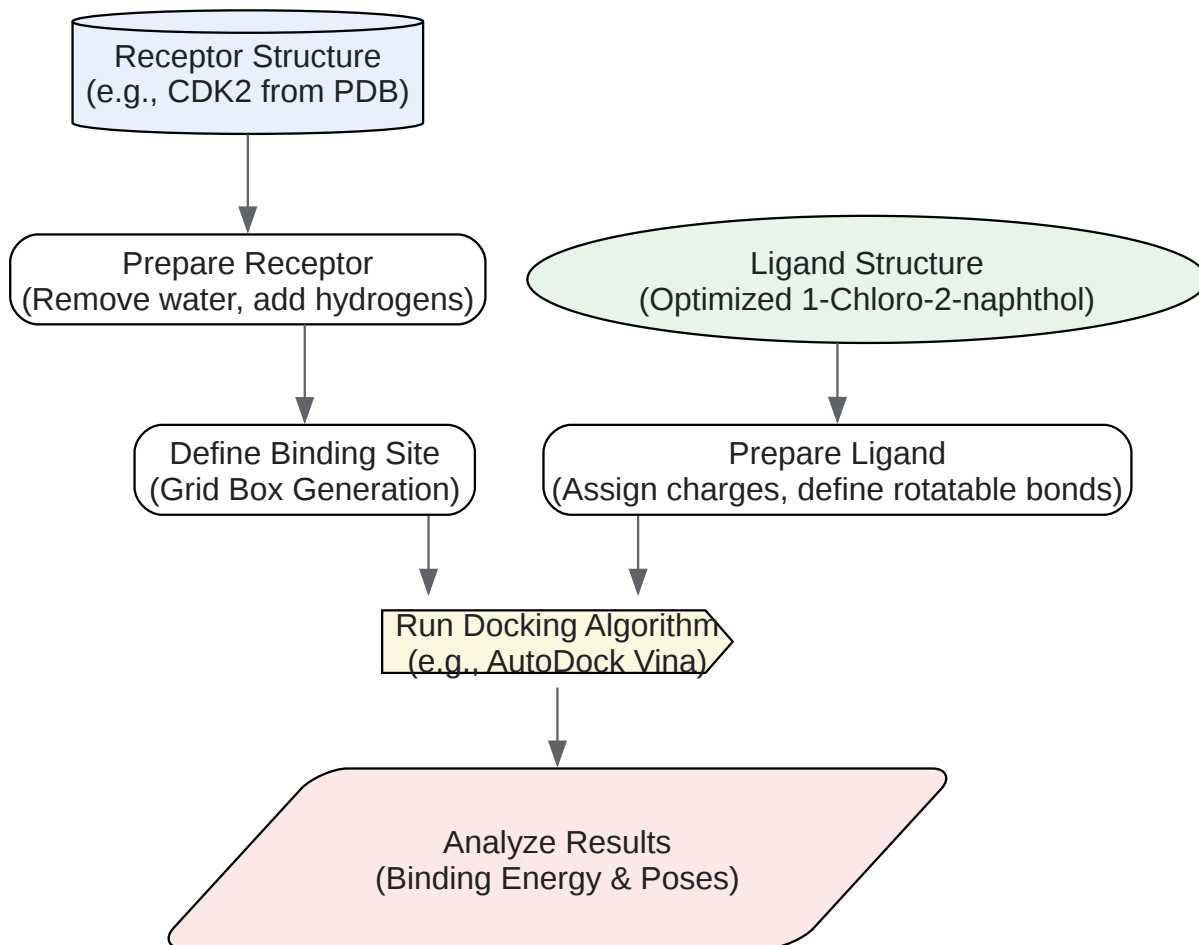 Receptor Structure
(e.g., CDK2 from PDB)
Prepare Receptor
(Remove water, add hydrogens)
Ligand Structure
(Optimized 1-Chloro-2-naphthol)
Define Binding Site
(Grid Box Generation)
Prepare Ligand
(Assign charges, define rotatable bonds)
Run Docking Algorithm
(e.g., AutoDock Vina)
Analyze Results
(Binding Energy & Poses)